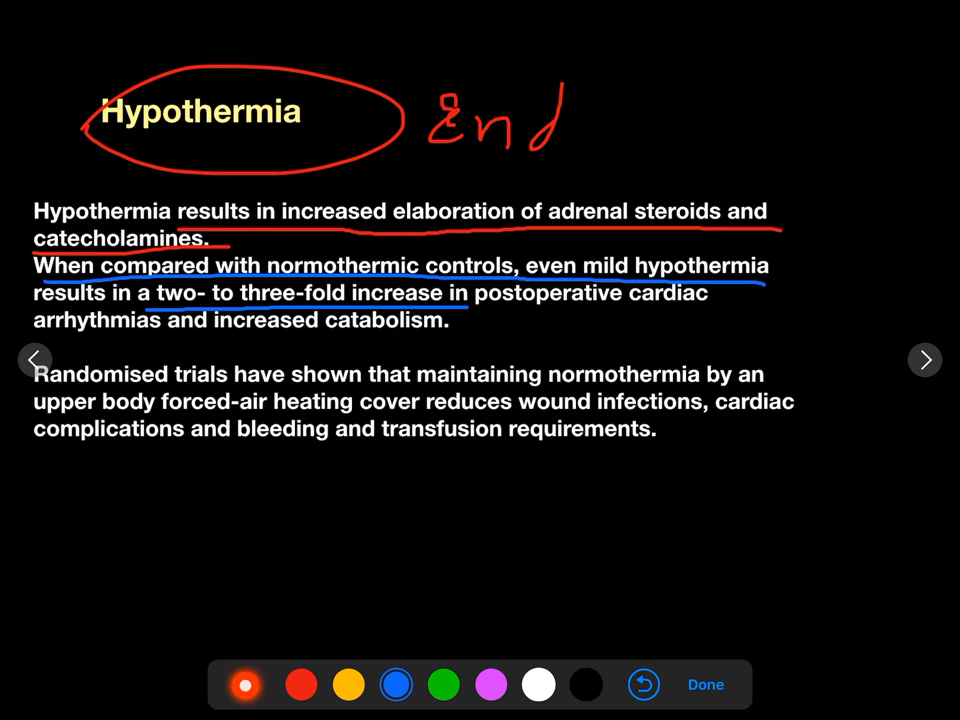 Hypothermia End
Hypothermia results in increased elaboration of adrenal steroids and
catecholamines.
When compared with normothermic controls, even mild hypothermia
results in a two- to three-fold increase in postoperative cardiac
arrhythmias and increased catabolism.
Randomised trials have shown that maintaining normothermia by an
upper body forced-air heating cover reduces wound infections, cardiac
complications and bleeding and transfusion requirements.
Done